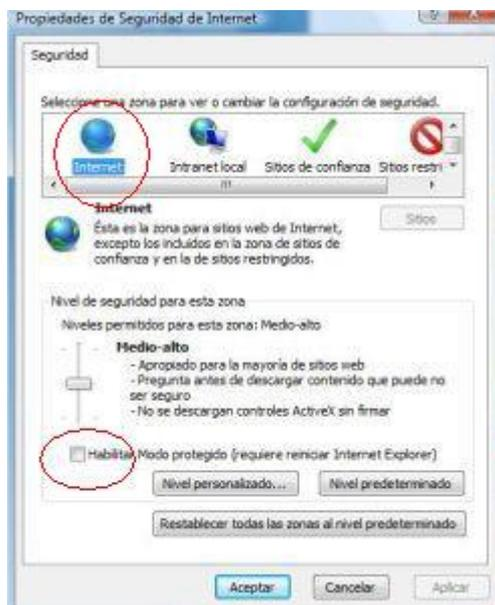 Propiedades de Seguridad de Internet
Seguridad
Seleccione una zona para ver o cambiar la configuración de seguridad.
Internet
Intranet local
Sitios de confianza
Sitios restri
Internet
Sitios
Ésta es la zona para sitios web de Internet,
excepto los incluidos en la zona de sitios de
confianza y en la de sitios restringidos.
Nivel de seguridad para esta zona
Niveles permitidos para esta zona: Medio-alto
Medio-alto
- Apropiado para la mayoría de sitios web
- Pregunta antes de descargar contenido que puede no
ser seguro
- No se descargan controles ActiveX sin firmar
Habilitar Modo protegido (requiere reiniciar Internet Explorer)
Nivel personalizado...
Nivel predeterminado
Restablecer todas las zonas al nivel predeterminado
Aceptar
Cancelar
Aplicar